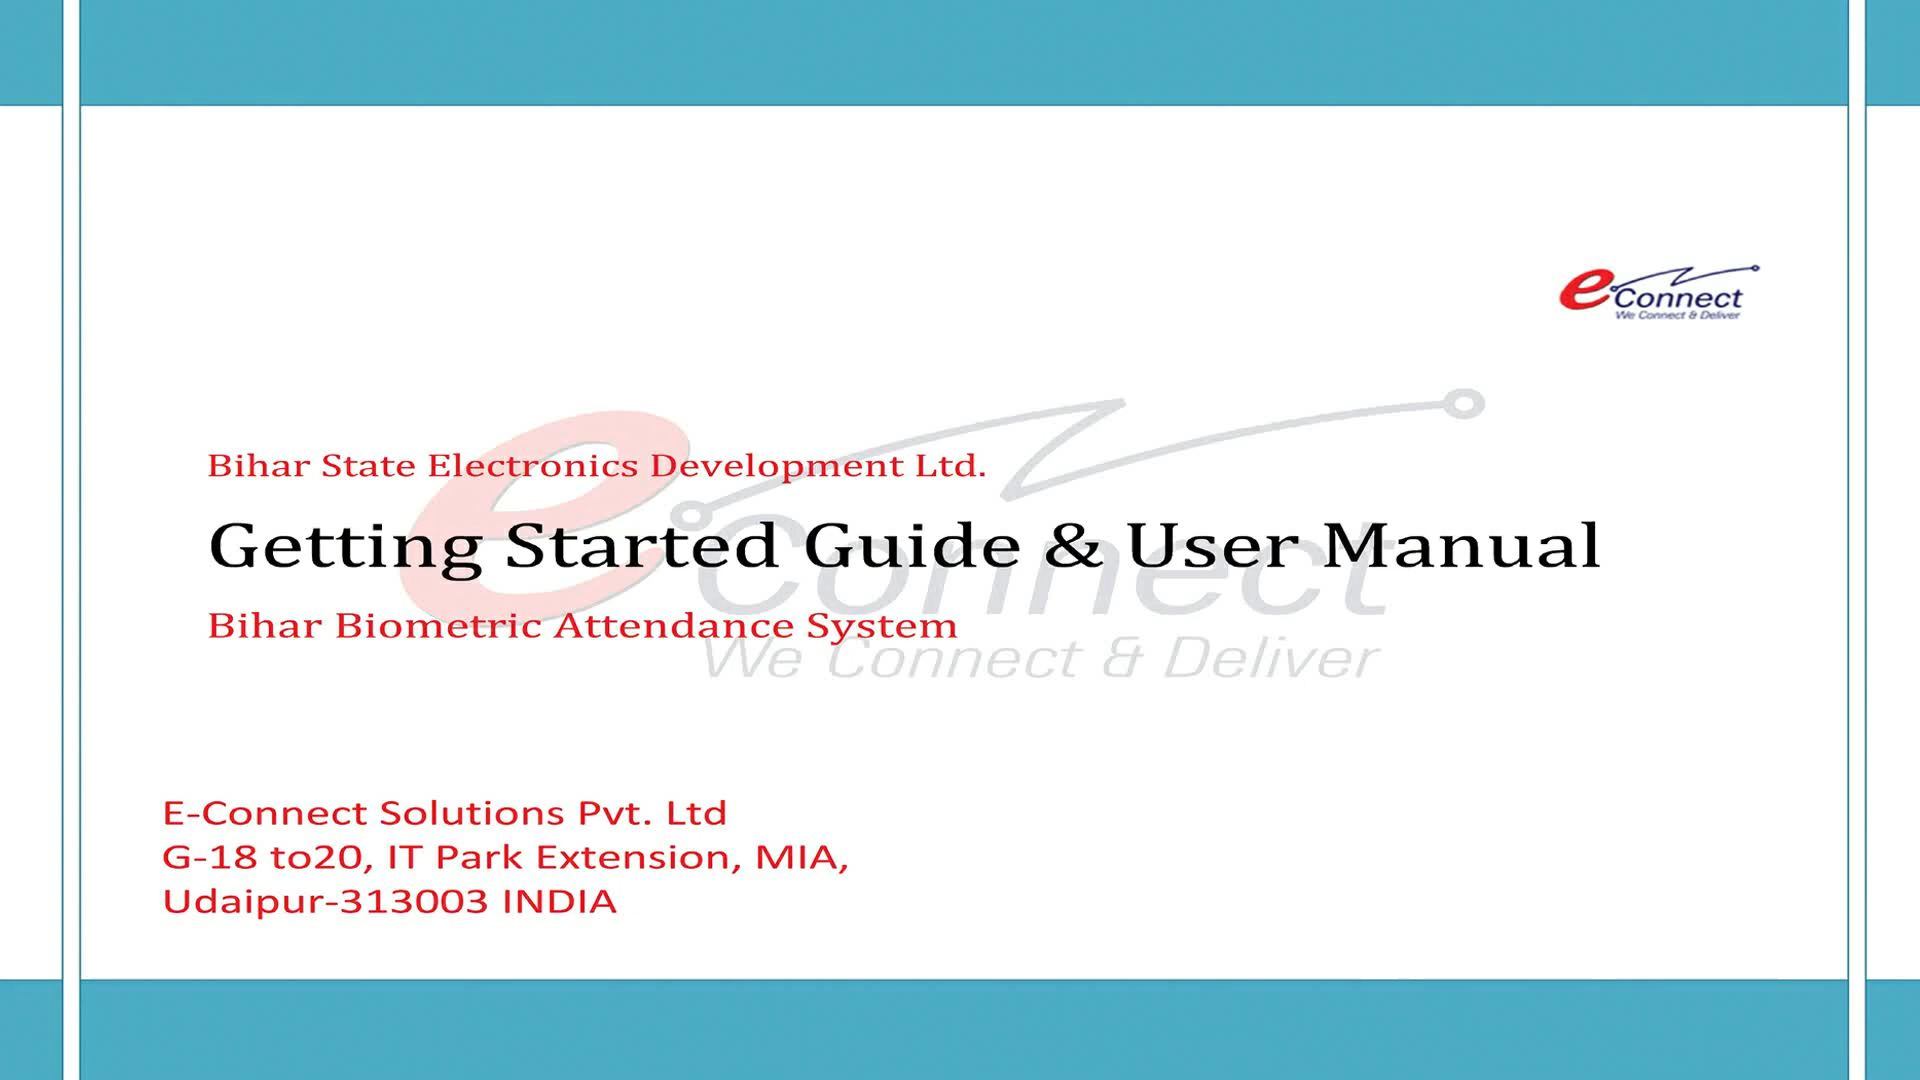 eConnect
We Connect & Deliver
Bihar State Electronics Development Ltd.
Getting Started Guide & User Manual
Bihar Biometric Attendance System
eConnect
We Connect & Deliver
E-Connect Solutions Pvt. Ltd
G-18 to20, IT Park Extension, MIA,
Udaipur-313003 INDIA